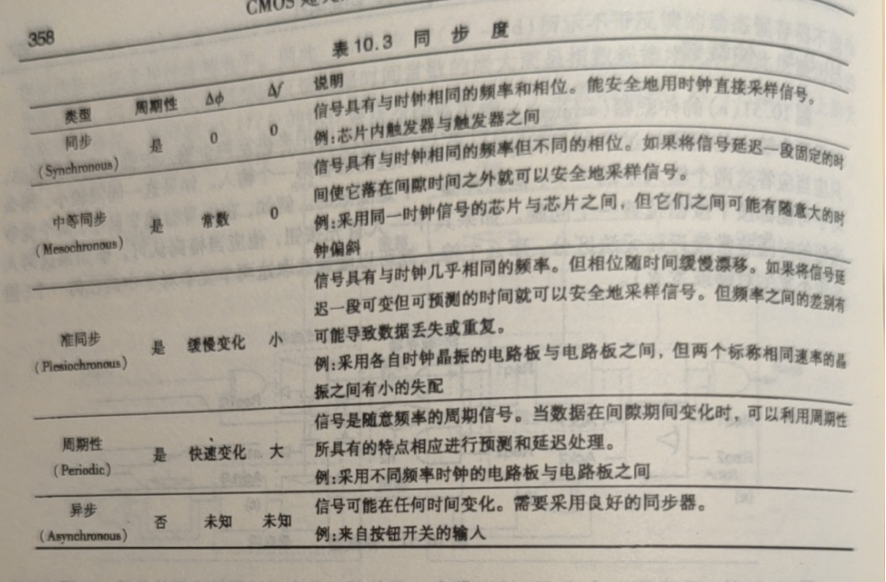 358
CMOS
表10.3 同步度
类型 周期性 Δϕ Δf 说明
同步 是 0 0 信号具有与时钟相同的频率和相位。能安全地用时钟直接采样信号。
(Synchronous) 例:芯片内触发器与触发器之间
中等同步 是 常数 0 信号具有与时钟相同的频率但不同的相位。如果将信号延迟一段固定的时
(Mesochronous) 间使它落在间隙时间之外就可以安全地采样信号。
例:采用同一时钟信号的芯片与芯片之间,但它们之间可能有随意大的时
钟偏斜
准同步 是 缓慢变化 小 信号具有与时钟几乎相同的频率。但相位随时间缓慢漂移。如果将信号延
(Plesiochronous) 迟一段可变但可预测的时间就可以安全地采样信号。但频率之间的差别有
可能导致数据丢失或重复。
例:采用各自时钟晶振的电路板与电路板之间,但两个标称相同速率的晶
振之间有小的失配
周期性 是 快速变化 大 信号是随意频率的周期信号。当数据在间隙期间变化时,可以利用周期性
(Periodic) 所具有的特点相应进行预测和延迟处理。
例:采用不同频率时钟的电路板与电路板之间
异步 否 未知 未知 信号可能在任何时间变化。需要采用良好的同步器。
(Asynchronous) 例:来自按钮开关的输入